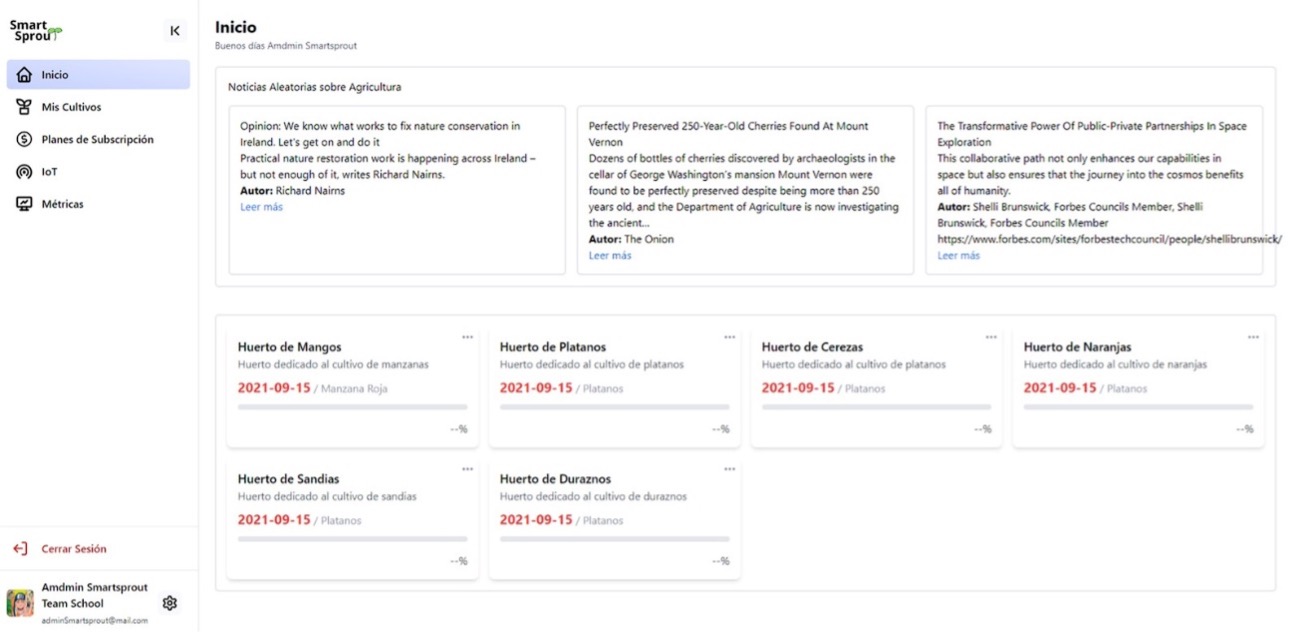 Smart
Sprout
Inicio
Mis Cultivos
Planes de Subscripción
IoT
Métricas
Cerrar Sesión
Amdmin Smartsprout
Team School
adminSmartsprout@mail.com
Inicio
Buenos días Amdmin Smartsprout
Noticias Aleatorias sobre Agricultura
Opinion: We know what works to fix nature conservation in
Ireland. Let's get on and do it
Practical nature restoration work is happening across Ireland –
but not enough of it, writes Richard Nairns.
Autor: Richard Nairns
Leer más
Perfectly Preserved 250-Year-Old Cherries Found At Mount
Vernon
Dozens of bottles of cherries discovered by archaeologists in the
cellar of George Washington's mansion Mount Vernon were
found to be perfectly preserved despite being more than 250
years old, and the Department of Agriculture is now investigating
the ancient...
Autor: The Onion
Leer más
The Transformative Power Of Public-Private Partnerships In Space
Exploration
This collaborative path not only enhances our capabilities in
space but also ensures that the journey into the cosmos benefits
all of humanity.
Autor: Shelli Brunswick, Forbes Councils Member, Shelli
Brunswick, Forbes Councils Member
https://www.forbes.com/sites/forbestechcouncil/people/shellibrunswick/
Leer más
Huerto de Mangos
Huerto dedicado al cultivo de manzanas
2021-09-15 / Manzana Roja
--%
Huerto de Platanos
Huerto dedicado al cultivo de platanos
2021-09-15 / Platanos
--%
Huerto de Cerezas
Huerto dedicado al cultivo de platanos
2021-09-15 / Platanos
--%
Huerto de Naranjas
Huerto dedicado al cultivo de naranjas
2021-09-15 / Platanos
--%
Huerto de Sandias
Huerto dedicado al cultivo de sandias
2021-09-15 / Platanos
--%
Huerto de Duraznos
Huerto dedicado al cultivo de duraznos
2021-09-15 / Platanos
--%